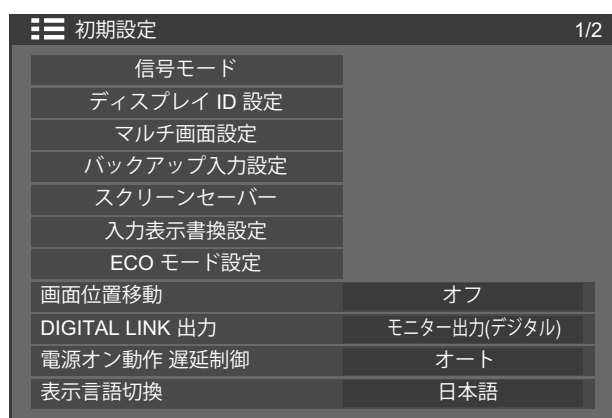 初期設定 1/2
信号モード
ディスプレイ ID 設定
マルチ画面設定
バックアップ入力設定
スクリーンセーバー
入力表示書換設定
ECO モード設定
画面位置移動 オフ
DIGITAL LINK 出力 モニター出力(デジタル)
電源オン動作 遅延制御 オート
表示言語切換 日本語